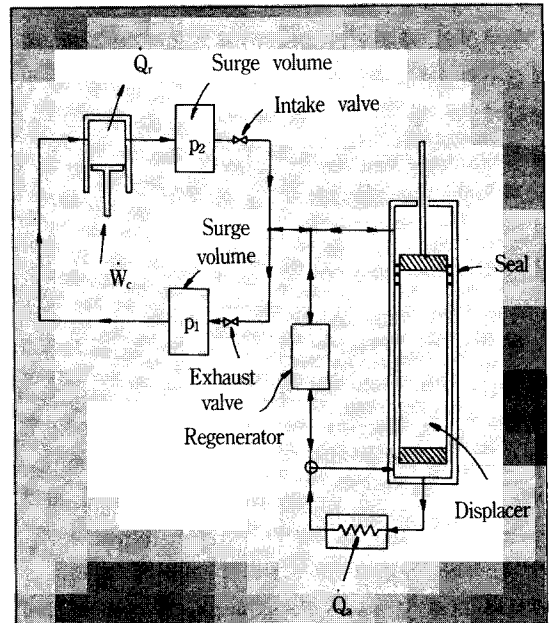 Q̇r
Surge volume
Intake valve
p2
Surge
volume
Ẇc
Seal
p1
Exhaust
valve
Regenerator
Displacer
Q̇a